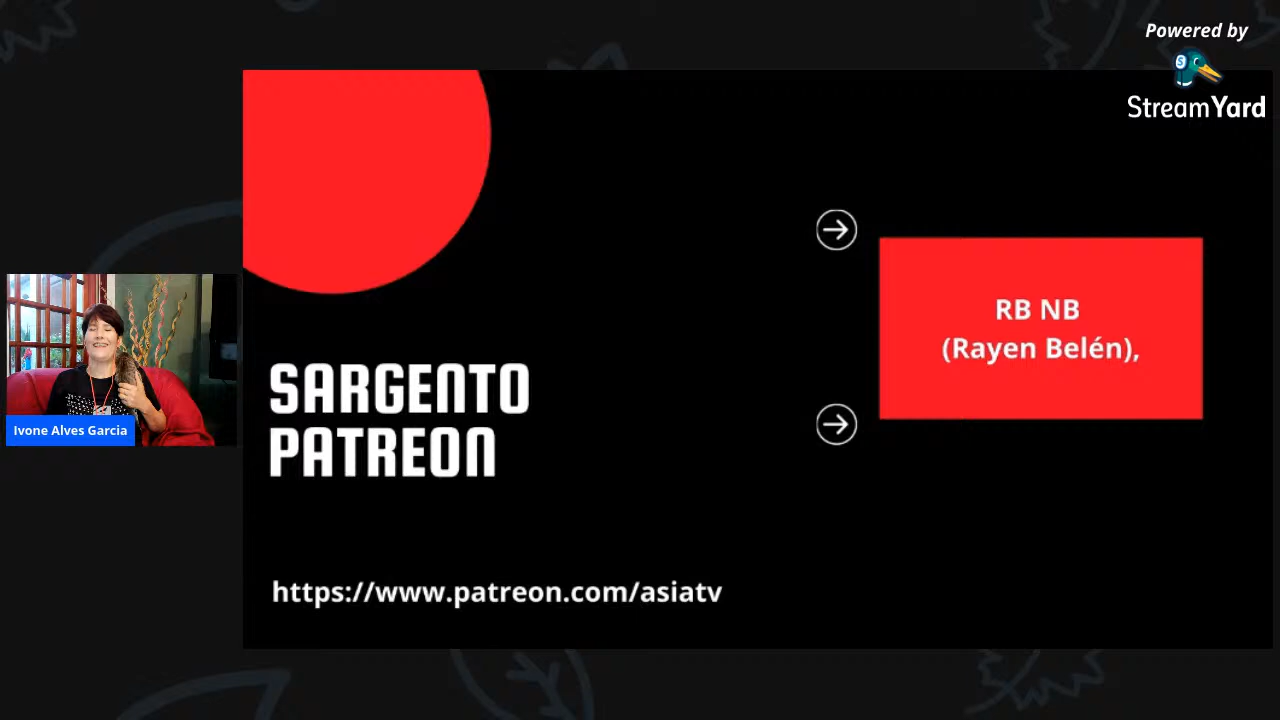 Powered by
StreamYard
SARGENTO
PATREON
RB NB
(Rayen Belén),
Ivone Alves Garcia
https://www.patreon.com/asiatv